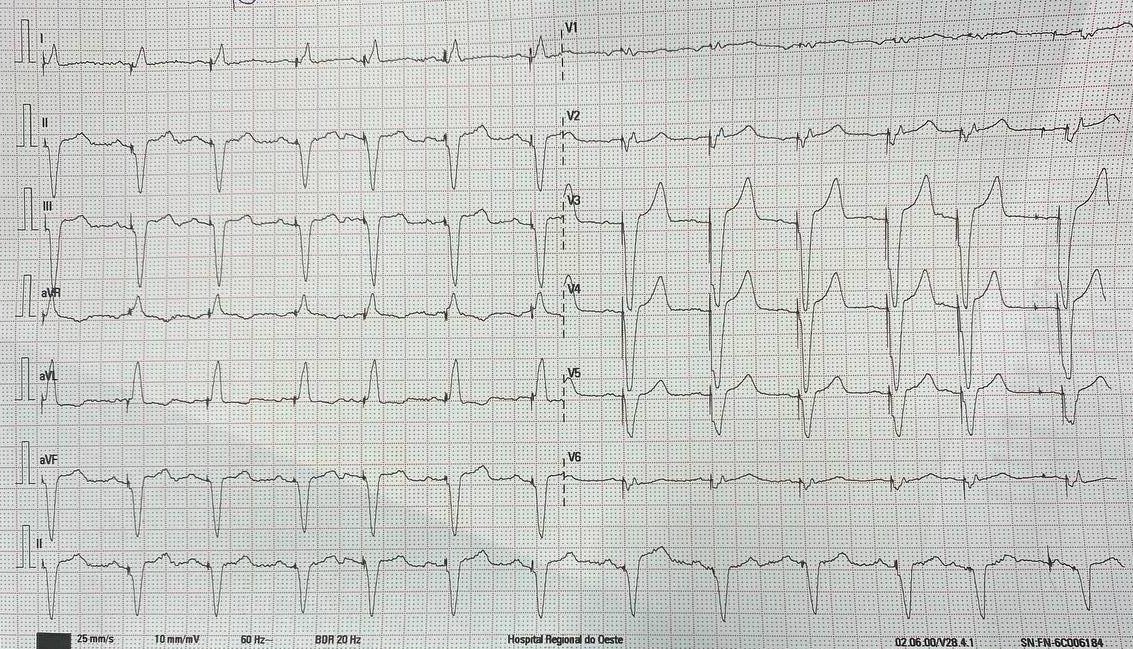 I
V1
II
V2
III
V3
aVR
V4
aVL
V5
aVF
V6
II
25 mm/s 10 mm/mV 60 Hz~ BDR 20 Hz Hospital Regional do Oeste 02.06.00/V28.4.1 SN:FN-6C006184